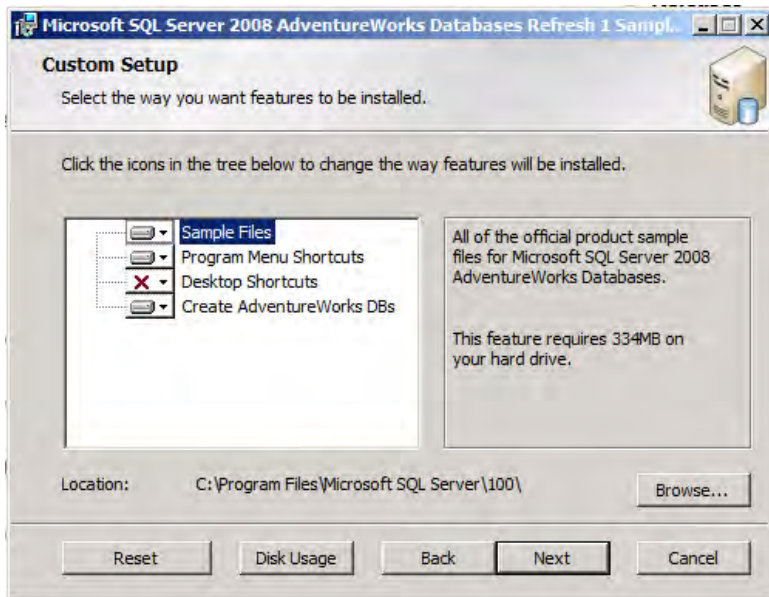 Microsoft SQL Server 2008 AdventureWorks Databases Refresh 1 Sampl...
Custom Setup
Select the way you want features to be installed.
Click the icons in the tree below to change the way features will be installed.
Sample Files
Program Menu Shortcuts
Desktop Shortcuts
Create AdventureWorks DBs
All of the official product sample
files for Microsoft SQL Server 2008
AdventureWorks Databases.
This feature requires 334MB on
your hard drive.
Location:
C:\Program Files\Microsoft SQL Server\100\
Browse...
Reset
Disk Usage
Back
Next
Cancel